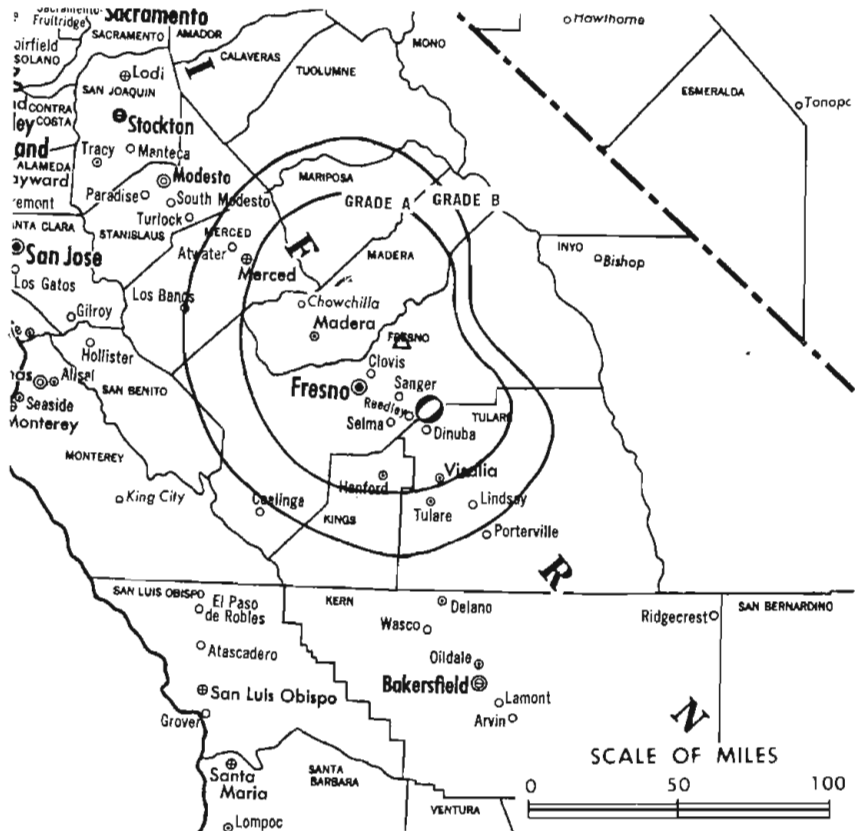 Sacramento
Fruitridge
Sacramento
SACRAMENTO
AMADOR
Hawthorne
MONO
CALAVERAS
SOLANO
I
TUOLUMNE
Lodi
SAN JOAQUIN
ESMERALDA
CONTRA
COSTA
Stockton
Tracy
Manteca
ALAMEDA
Modesto
MARIPOSA
Paradise
South Modesto
GRADE A
GRADE B
Turlock
STANISLAUS
MERCED
F
INYO
San Jose
Atwater
Merced
MADERA
Bishop
Los Gatos
Los Banos
Chowchilla
Gilroy
Madera
FRESNO
Hollister
Clovis
Alisal
SAN BENITO
Fresno
Sanger
Seaside
Reedley
TULARE
Monterey
Selma
Dinuba
MONTEREY
Visalia
Hanford
King City
Coalinga
Tulare
Lindsay
KINGS
Porterville
R
SAN LUIS OBISPO
KERN
Delano
SAN BERNARDINO
El Paso
de Robles
Wasco
Ridgecrest
Atascadero
Oildale
San Luis Obispo
Bakersfield
Lamont
Grover
Arvin
N
SCALE OF MILES
Santa
Maria
SANTA
BARBARA
0 50 100
VENTURA
Lompoc